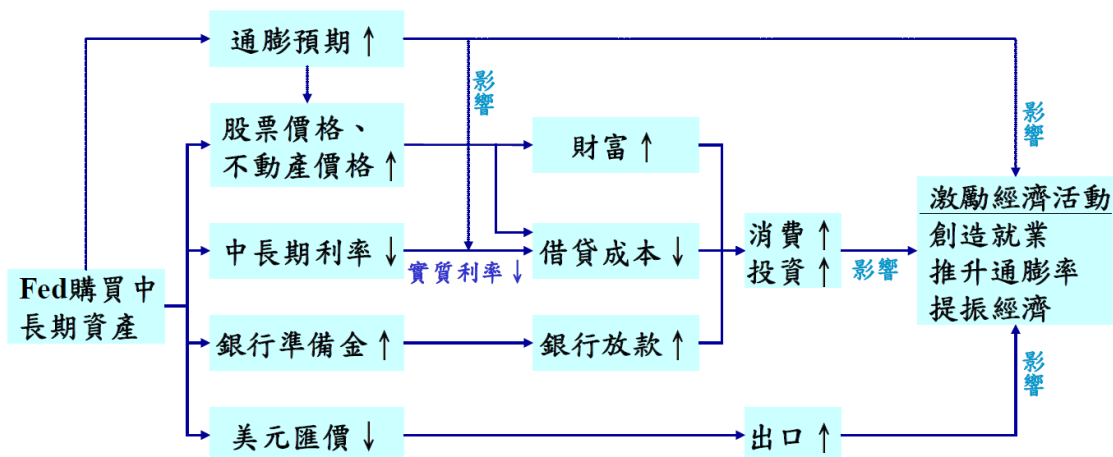 通膨預期↑
影響
影響
股票價格、
不動產價格↑
財富↑
激勵經濟活動
創造就業
推升通膨率
提振經濟
中長期利率↓
實質利率↓
借貸成本↓
消費↑
投資↑
影響
Fed購買中
長期資產
銀行準備金↑
銀行放款↑
影響
美元匯價↓
出口↑